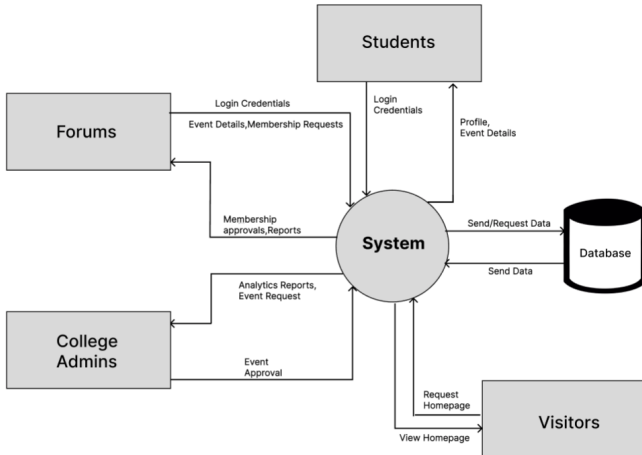 Students
Login Credentials
Forums
Event Details,Membership Requests
Login
Credentials
Profile,
Event Details
Membership
approvals,Reports
System
Send/Request Data
Database
Send Data
Analytics Reports,
Event Request
College
Admins
Event
Approval
Request
Homepage
Visitors
View Homepage